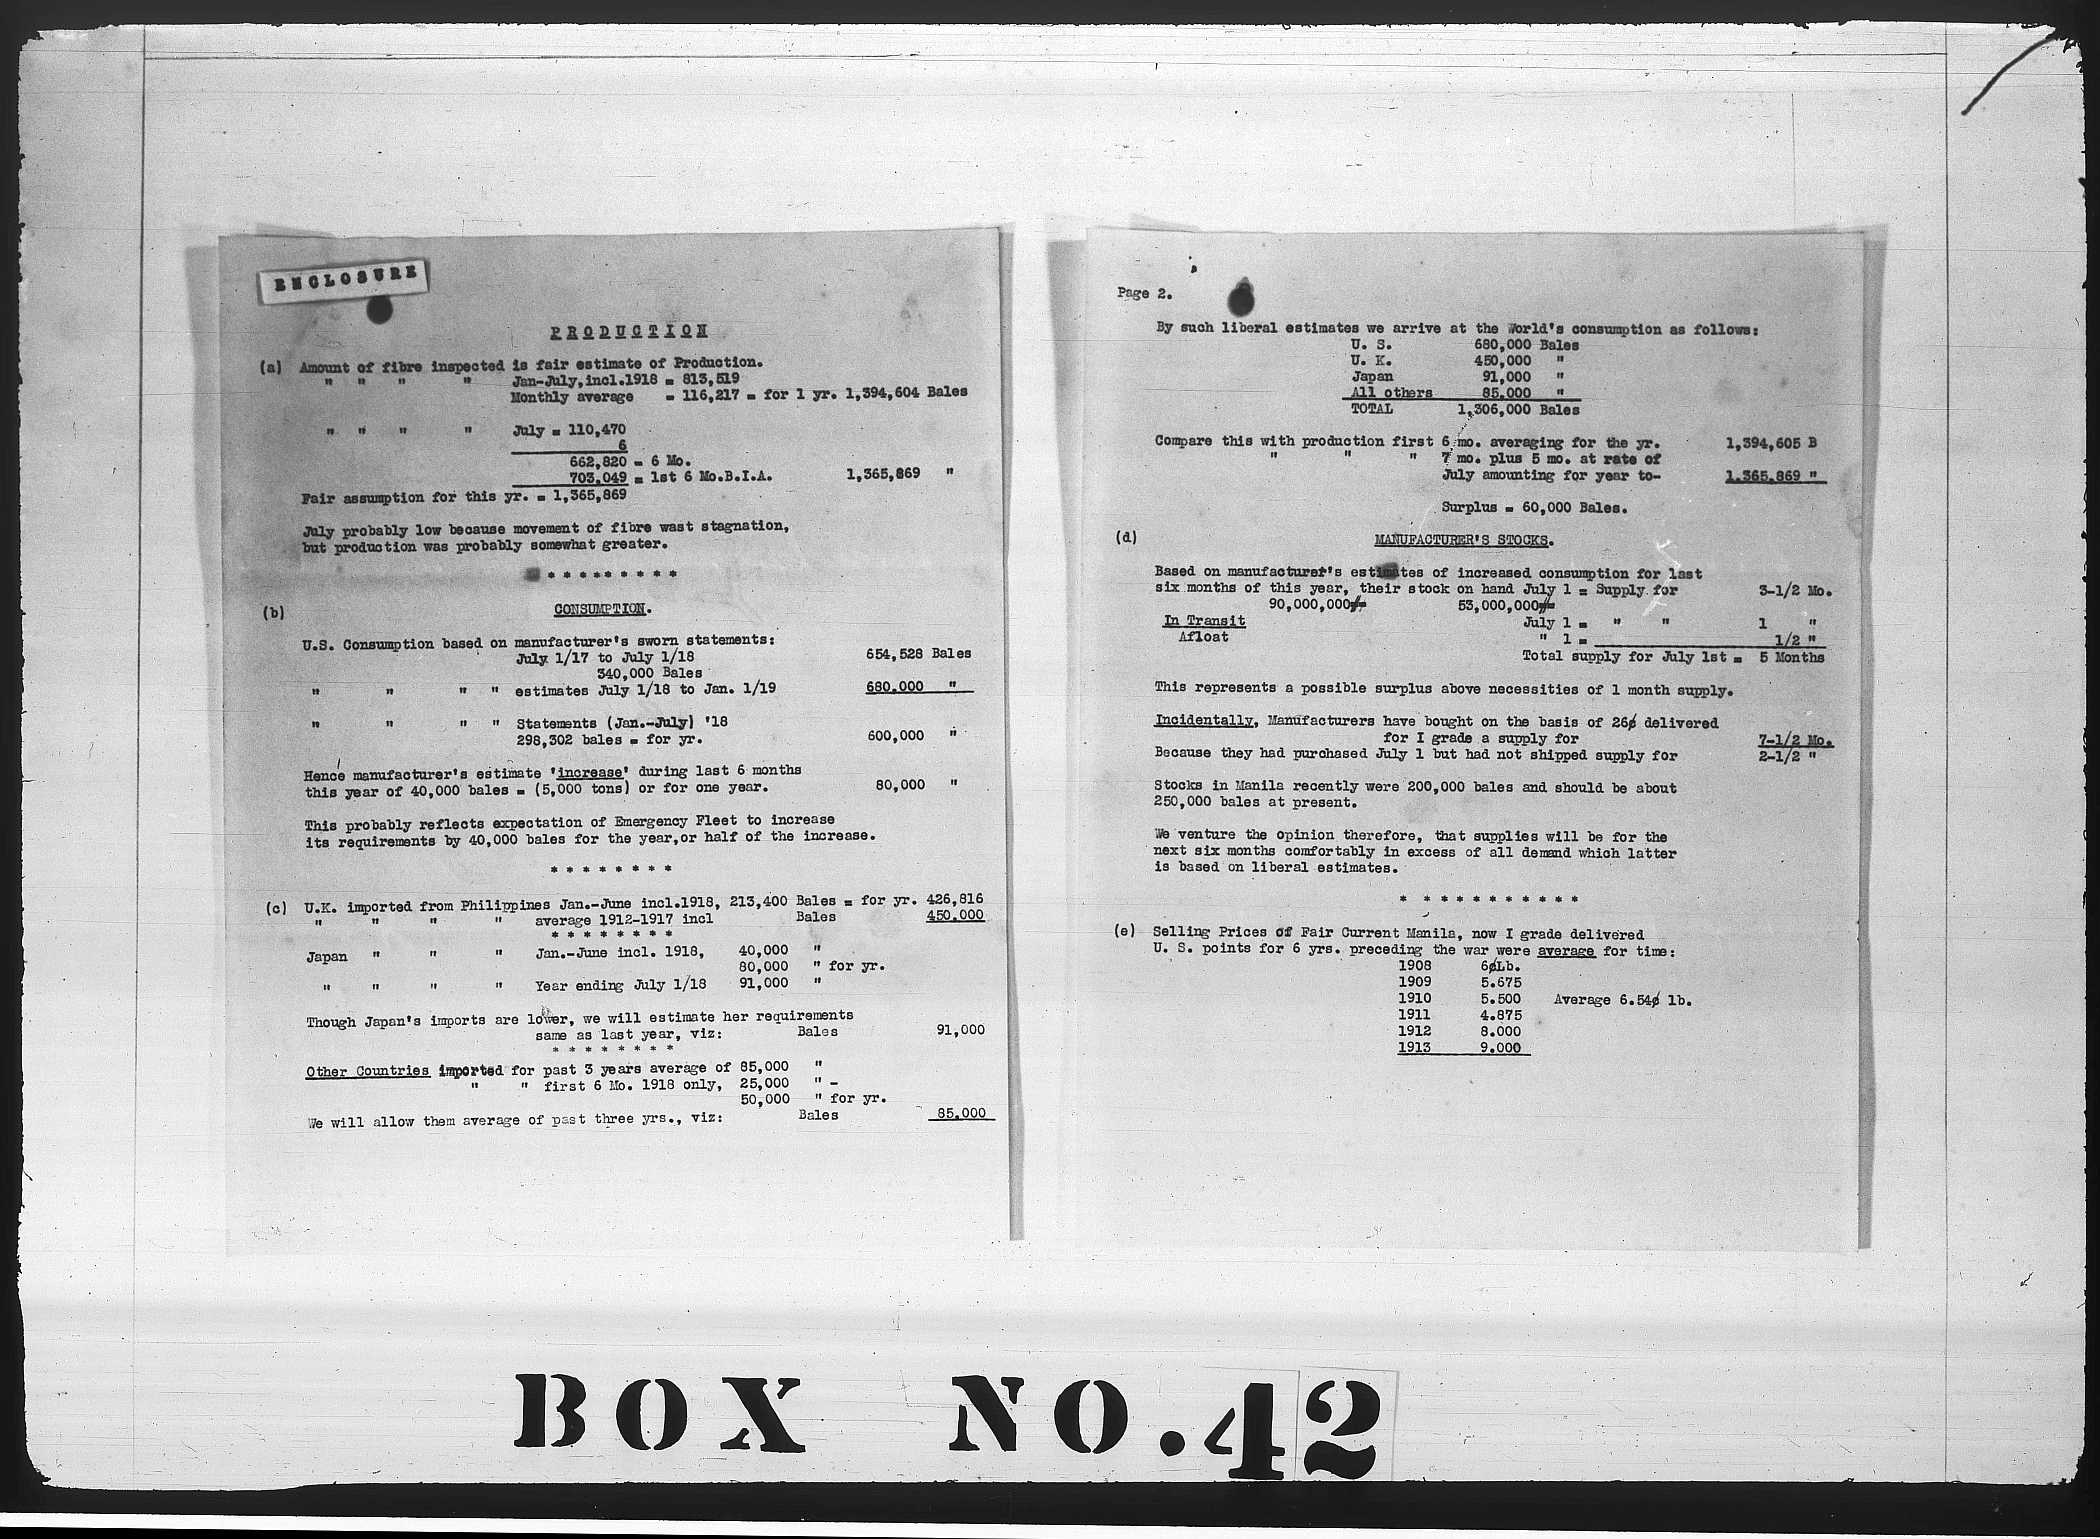 ENCLOSURE
PRODUCTION
(a) Amount of fibre inspected is fair estimate of Production.
" " " " Jan-July,incl.1918 = 813,519
Monthly average = 116,217 = for 1 yr. 1,394,604 Bales
" " " " July = 110,470
6
662,820 = 6 Mo.
703,049 = 1st 6 Mo.B.I.A. 1,365,869 "
Fair assumption for this yr. = 1,365,869
July probably low because movement of fibre wast stagnation,
but production was probably somewhat greater.
* * * * * * * * *
(b) CONSUMPTION.
U.S. Consumption based on manufacturer's sworn statements:
July 1/17 to July 1/18 654,528 Bales
340,000 Bales
" " " " estimates July 1/18 to Jan. 1/19 680,000 "
" " " " Statements (Jan.-July) '18
298,302 bales = for yr. 600,000 "
Hence manufacturer's estimate 'increase' during last 6 months
this year of 40,000 bales = (5,000 tons) or for one year. 80,000 "
This probably reflects expectation of Emergency Fleet to increase
its requirements by 40,000 bales for the year,or half of the increase.
* * * * * * * *
(c) U.K. imported from Philippines Jan.-June incl.1918, 213,400 Bales = for yr. 426,816
" " " " average 1912-1917 incl Bales 450,000
* * * * * * * *
Japan " " " Jan.-June incl. 1918, 40,000 "
80,000 " for yr.
" " " " Year ending July 1/18 91,000 "
Though Japan's imports are lower, we will estimate her requirements
same as last year, viz: Bales 91,000
* * * * * * * *
Other Countries imported for past 3 years average of 85,000 "
" " first 6 Mo. 1918 only, 25,000 " -
50,000 " for yr.
We will allow them average of past three yrs., viz: Bales 85,000
Page 2.
By such liberal estimates we arrive at the World's consumption as follows:
U. S. 680,000 Bales
U. K. 450,000 "
Japan 91,000 "
All others 85,000 "
TOTAL 1,306,000 Bales
Compare this with production first 6 mo. averaging for the yr. 1,394,605 B
" " " 7 mo. plus 5 mo. at rate of
July amounting for year to- 1,365,869 "
Surplus = 60,000 Bales.
(d) MANUFACTURER'S STOCKS.
Based on manufacturer's estimates of increased consumption for last
six months of this year, their stock on hand July 1 = Supply for 3-1/2 Mo.
90,000,000# 53,000,000#
In Transit July 1 = " " 1 "
Afloat " 1 = 1/2 "
Total supply for July 1st = 5 Months
This represents a possible surplus above necessities of 1 month supply.
Incidentally, Manufacturers have bought on the basis of 26¢ delivered
for I grade a supply for 7-1/2 Mo.
Because they had purchased July 1 but had not shipped supply for 2-1/2 "
Stocks in Manila recently were 200,000 bales and should be about
250,000 bales at present.
We venture the opinion therefore, that supplies will be for the
next six months comfortably in excess of all demand which latter
is based on liberal estimates.
* * * * * * * * * * *
(e) Selling Prices of Fair Current Manila, now I grade delivered
U. S. points for 6 yrs. preceding the war were average for time:
1908 6¢Lb.
1909 5.675
1910 5.500 Average 6.54¢ lb.
1911 4.875
1912 8.000
1913 9.000
BOX NO. 42